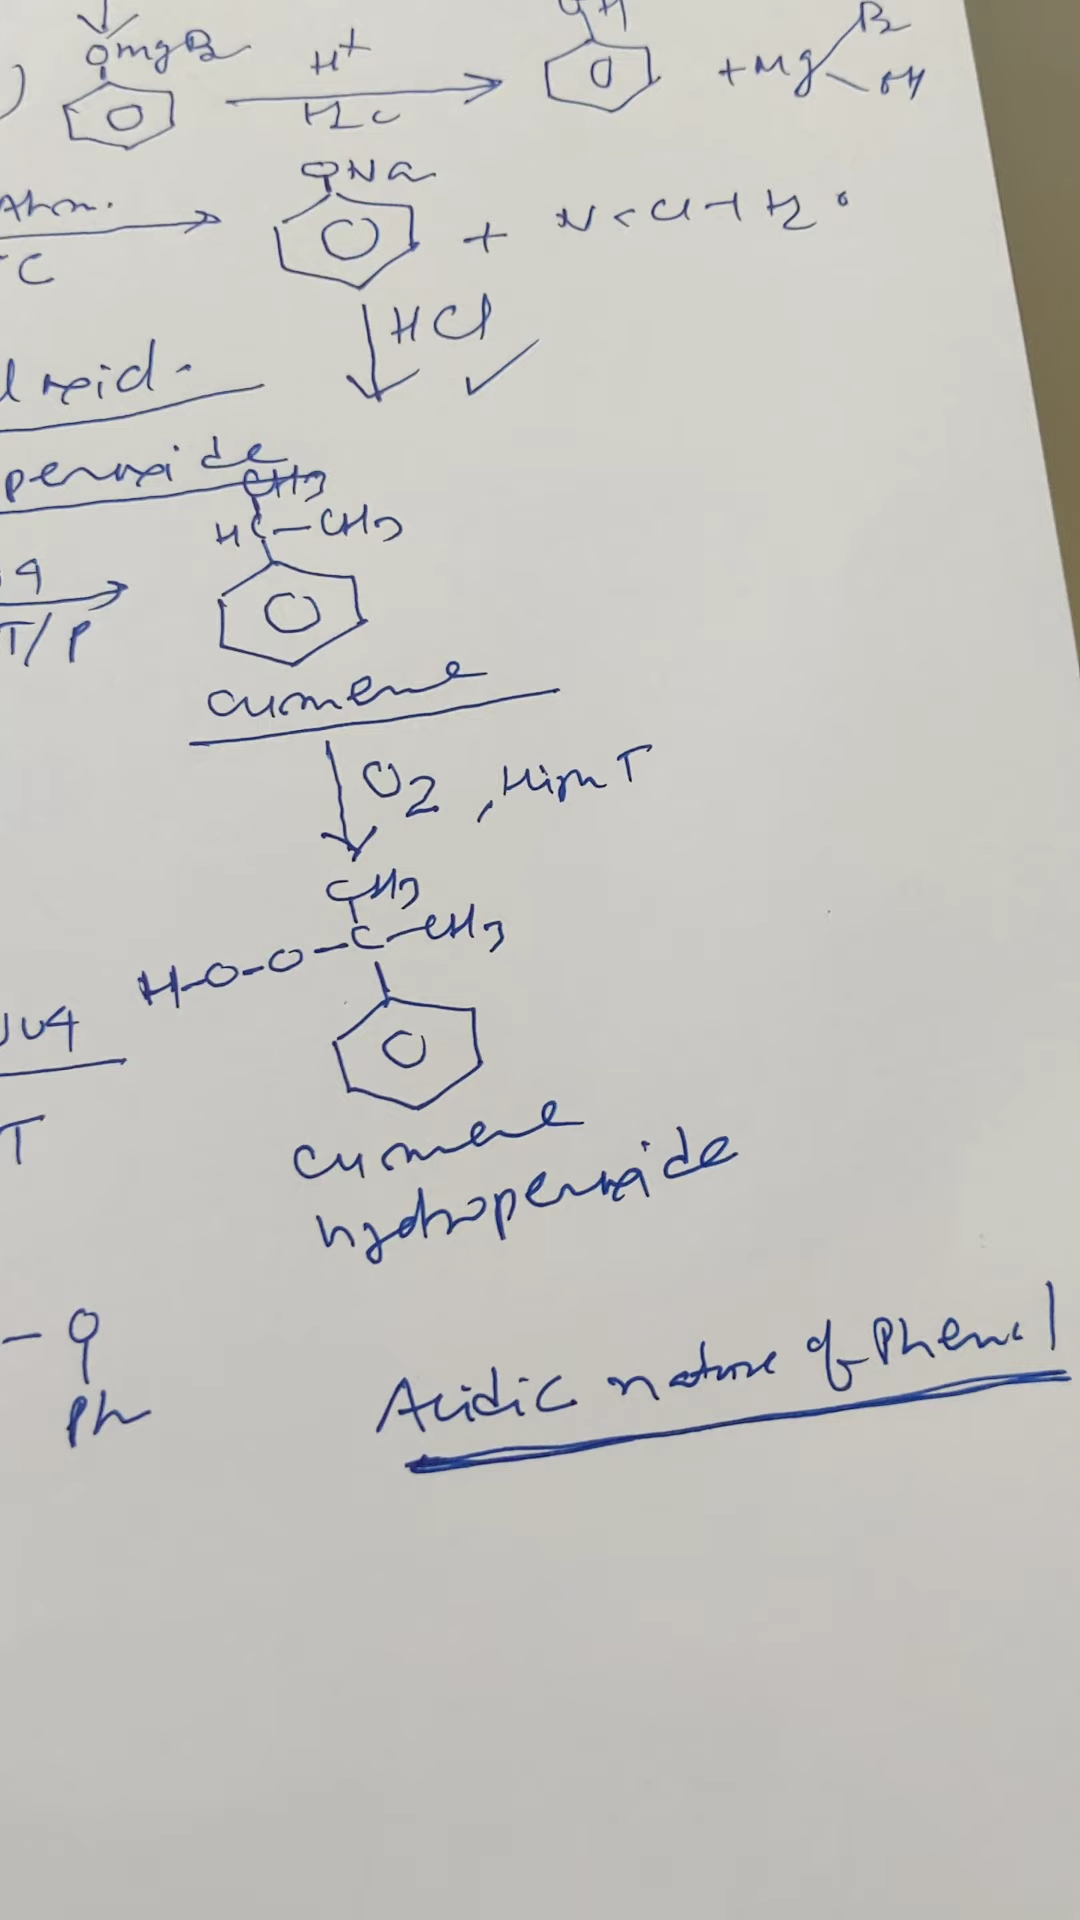 OMgBr H+ OH + Mg Br
H2O OH
ONa
Atm. + NaCl + H2O
°C
HCl
peroxide
CH3
HC-CH3
T/P
cumene
O2, High T
CH3
H-O-O-C-CH3
T
cumene
hydroperoxide
-O
Ph
Acidic nature of Phenol